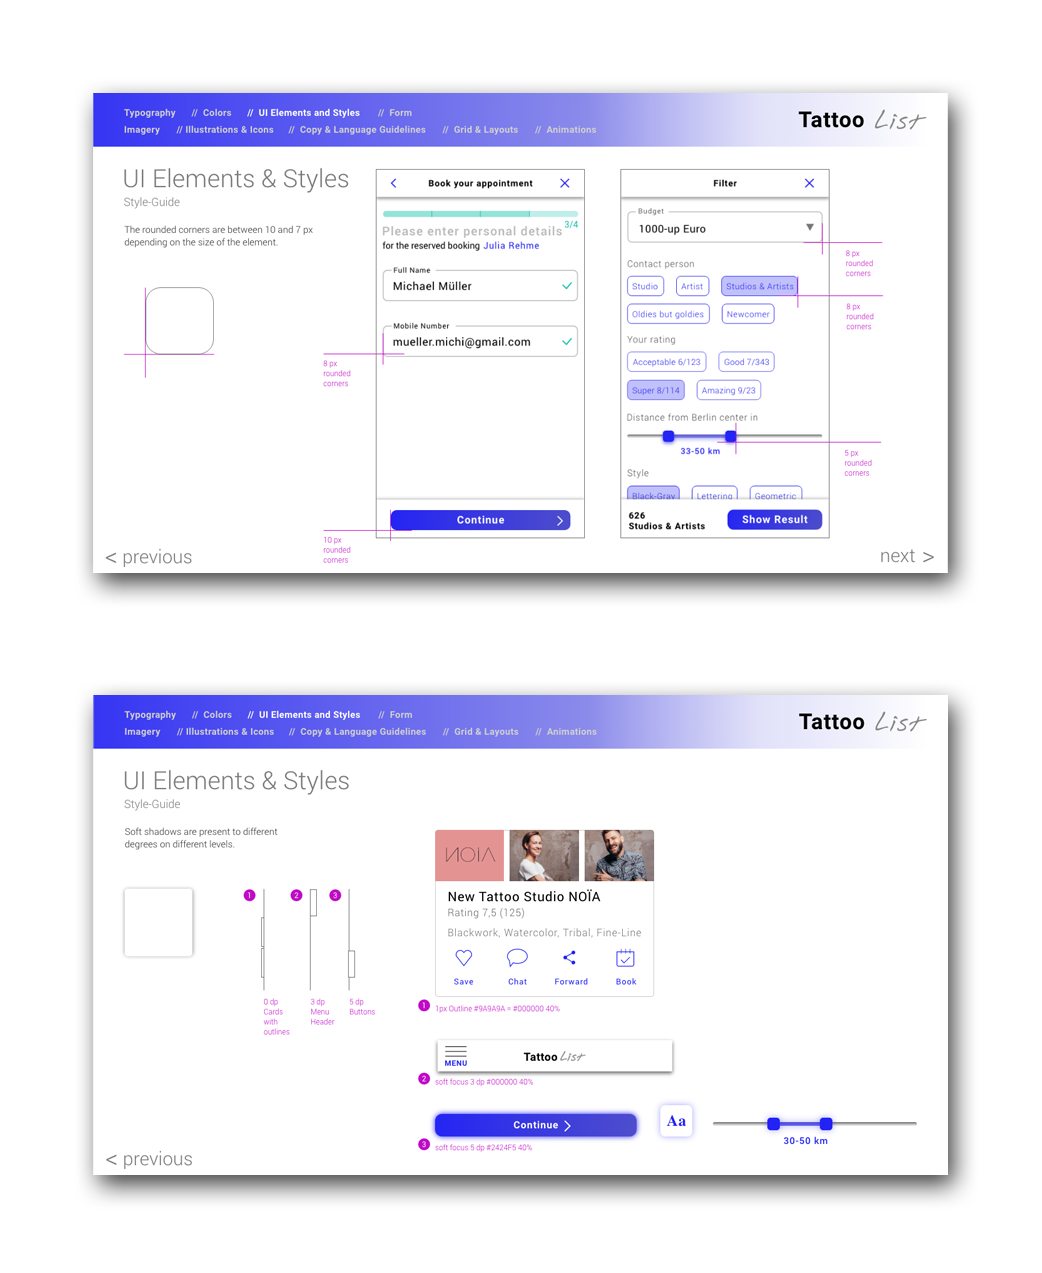 Typography // Colors // UI Elements and Styles // Form
Imagery // Illustrations & Icons // Copy & Language Guidelines // Grid & Layouts // Animations
Tattoo List
UI Elements & Styles
Style-Guide
The rounded corners are between 10 and 7 px
depending on the size of the element.
Book your appointment
3/4
Please enter personal details
for the reserved booking Julia Rehme
Full Name
Michael Müller
Mobile Number
mueller.michi@gmail.com
8 px
rounded
corners
Continue
10 px
rounded
corners
Filter
Budget
1000-up Euro
8 px
rounded
corners
Contact person
Studio Artist Studios & Artists
8 px
rounded
corners
Oldies but goldies Newcomer
Your rating
Acceptable 6/123 Good 7/343
Super 8/114 Amazing 9/23
Distance from Berlin center in
33-50 km
5 px
rounded
corners
Style
Black-Gray Lettering Geometric
626
Studios & Artists
Show Result
< previous
next >
Typography // Colors // UI Elements and Styles // Form
Imagery // Illustrations & Icons // Copy & Language Guidelines // Grid & Layouts // Animations
Tattoo List
UI Elements & Styles
Style-Guide
Soft shadows are present to different
degrees on different levels.
1 2 3
0 dp
Cards
with
outlines
3 dp
Menu
Header
5 dp
Buttons
NOÏA
New Tattoo Studio NOÏA
Rating 7,5 (125)
Blackwork, Watercolor, Tribal, Fine-Line
Save Chat Forward Book
1 1px Outline #9A9A9A = #000000 40%
MENU
Tattoo List
2 soft focus 3 dp #000000 40%
Continue
Aa
30-50 km
3 soft focus 5 dp #2424F5 40%
< previous